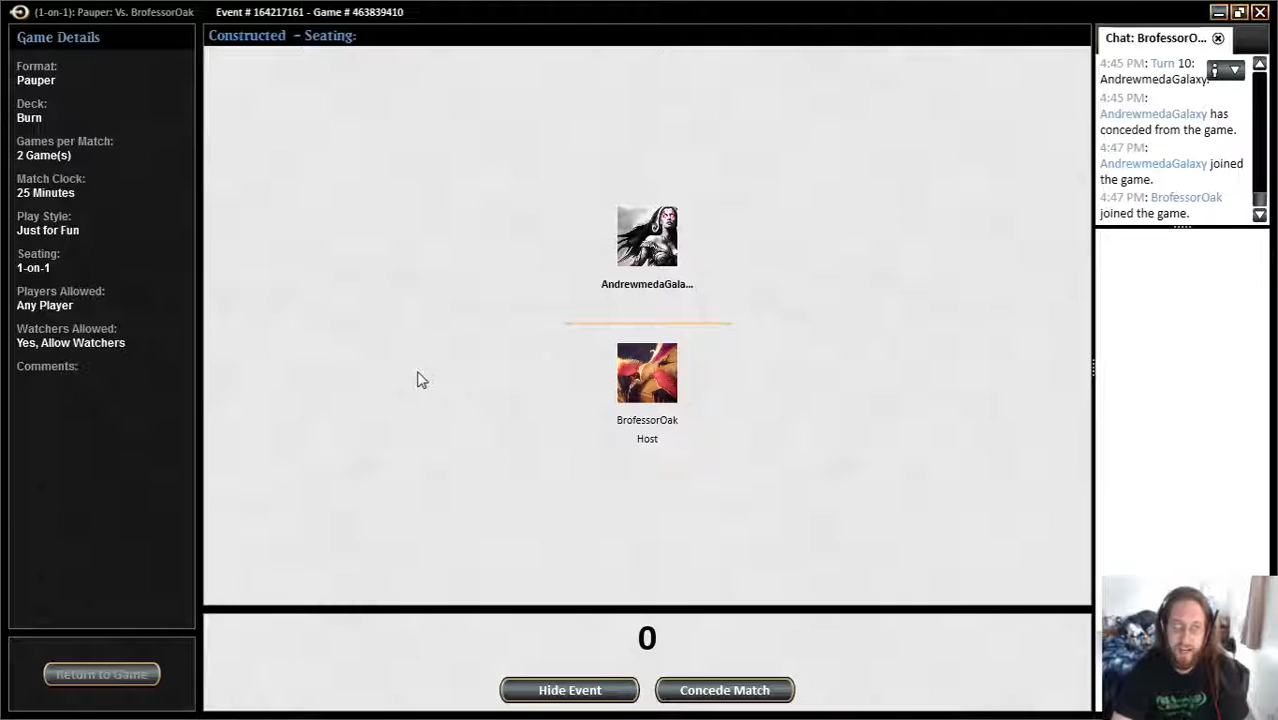 (1-on-1): Pauper: Vs. BrofessorOak
Event # 164217161 - Game # 463839410
Game Details
Format:
Pauper
Deck:
Burn
Games per Match:
2 Game(s)
Match Clock:
25 Minutes
Play Style:
Just for Fun
Seating:
1-on-1
Players Allowed:
Any Player
Watchers Allowed:
Yes, Allow Watchers
Comments:
Return to Game
Constructed - Seating:
AndrewmedaGala...
BrofessorOak
Host
0
Hide Event
Concede Match
Chat: BrofessorO...
4:45 PM: Turn 10:
AndrewmedaGalaxy.
4:45 PM:
AndrewmedaGalaxy has
conceded from the game.
4:47 PM:
AndrewmedaGalaxy joined
the game.
4:47 PM: BrofessorOak
joined the game.